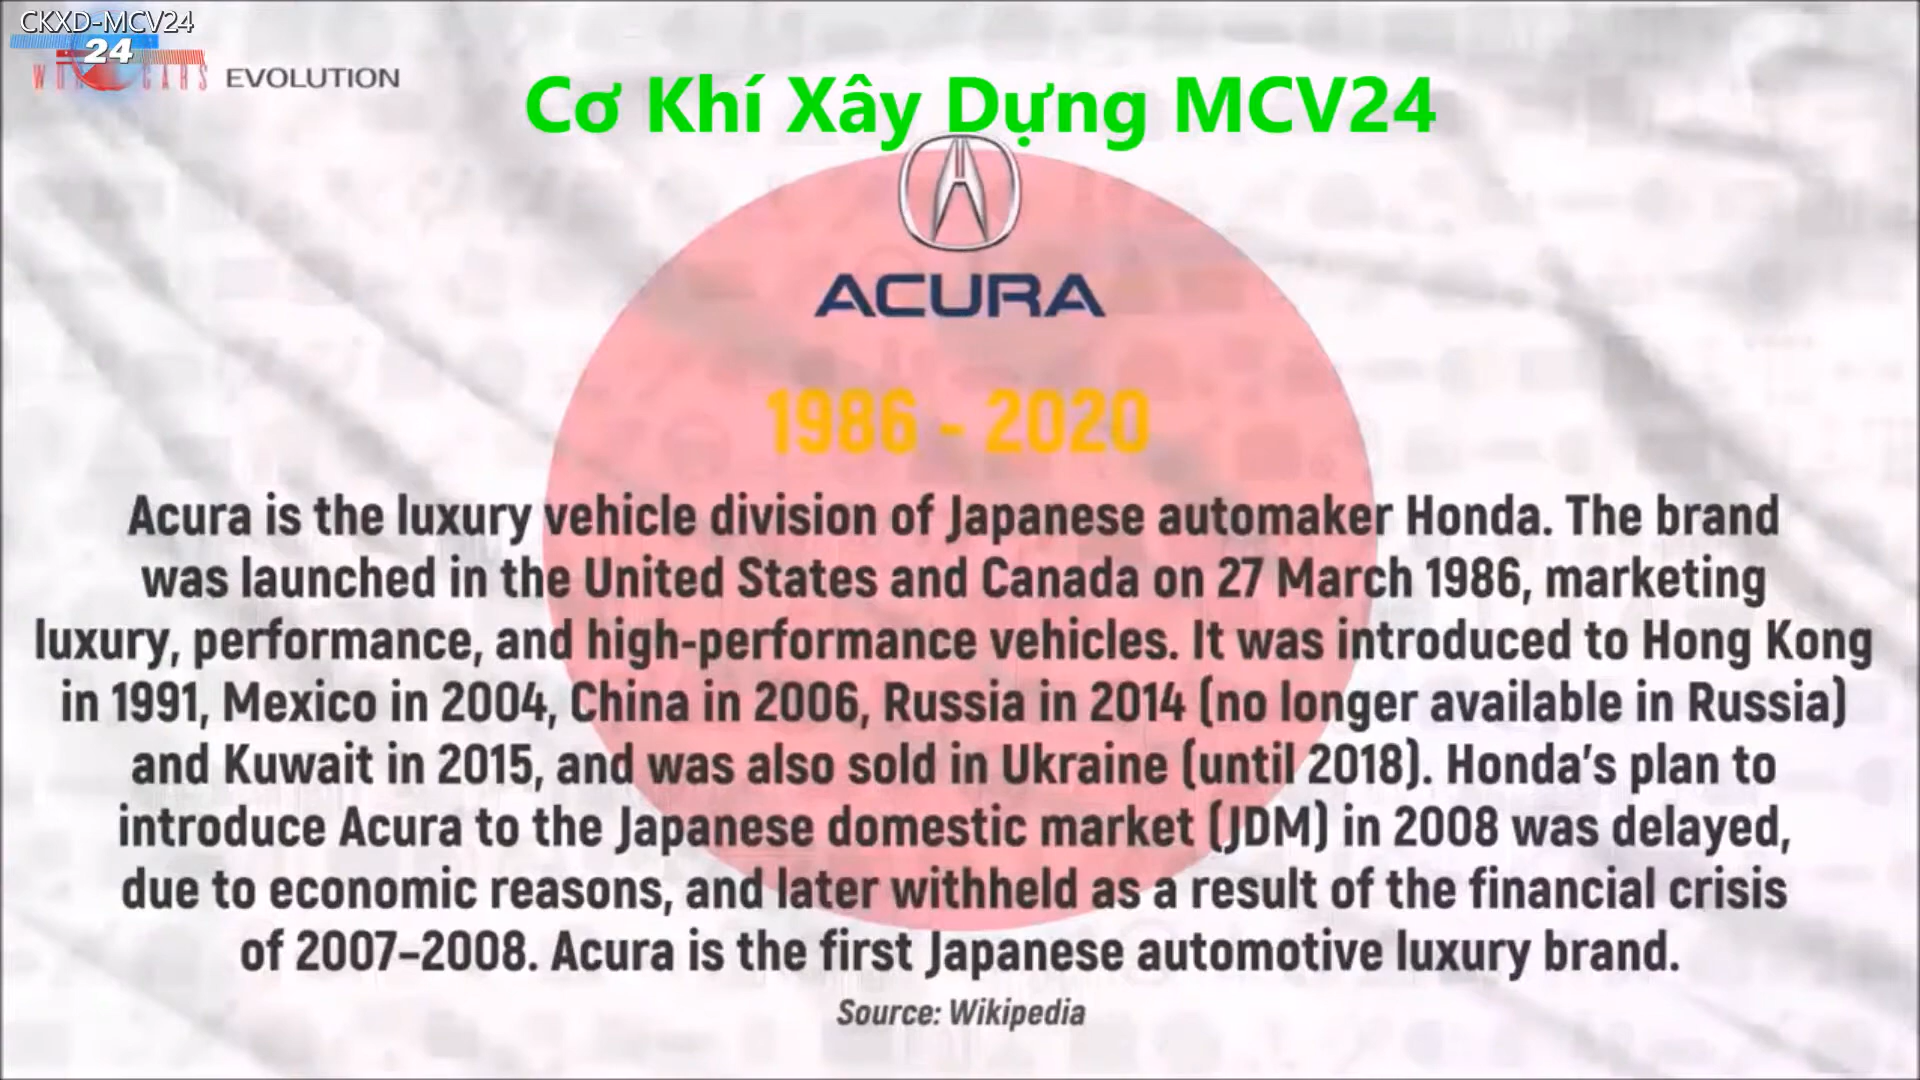 CKXD-MCV24
24
WORLD CARS EVOLUTION
Cơ Khí Xây Dựng MCV24
ACURA
1986 - 2020
Acura is the luxury vehicle division of Japanese automaker Honda. The brand
was launched in the United States and Canada on 27 March 1986, marketing
luxury, performance, and high-performance vehicles. It was introduced to Hong Kong
in 1991, Mexico in 2004, China in 2006, Russia in 2014 (no longer available in Russia)
and Kuwait in 2015, and was also sold in Ukraine (until 2018). Honda's plan to
introduce Acura to the Japanese domestic market (JDM) in 2008 was delayed,
due to economic reasons, and later withheld as a result of the financial crisis
of 2007–2008. Acura is the first Japanese automotive luxury brand.
Source: Wikipedia